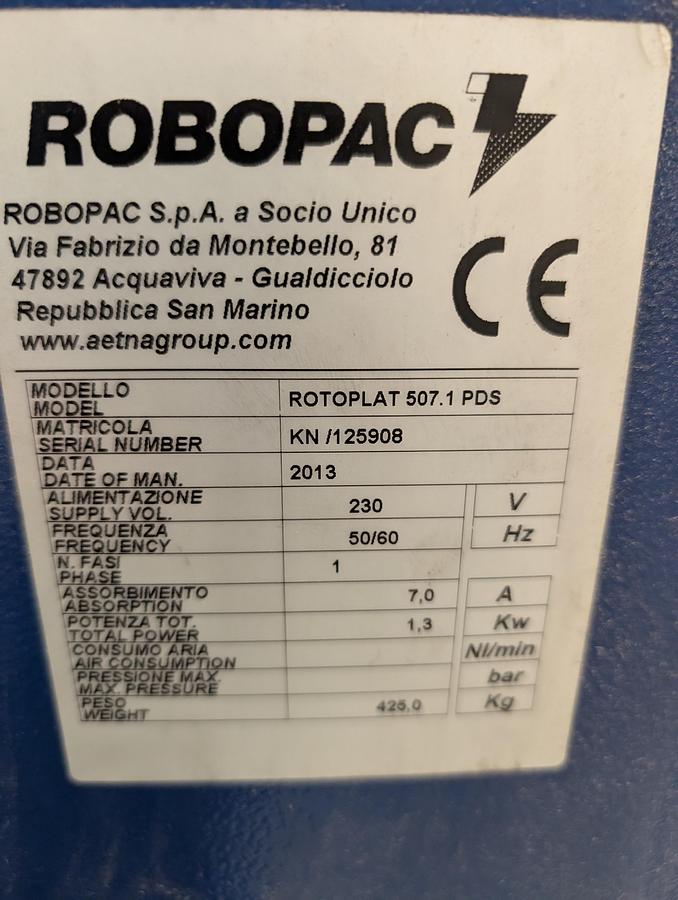 ROBOPAC
ROBOPAC S.p.A. a Socio Unico
Via Fabrizio da Montebello, 81
47892 Acquaviva - Gualdicciolo
Repubblica San Marino
www.aetnagroup.com
CE
MODELLO
MODEL
ROTOPLAT 507.1 PDS
MATRICOLA
SERIAL NUMBER
KN /125908
DATA
DATE OF MAN.
2013
ALIMENTAZIONE
SUPPLY VOL.
230 V
FREQUENZA
FREQUENCY
50/60 Hz
N. FASI
PHASE
1
ASSORBIMENTO
ABSORPTION
7,0 A
POTENZA TOT.
TOTAL POWER
1,3 Kw
CONSUMO ARIA
AIR CONSUMPTION
Nl/min
PRESSIONE MAX.
MAX. PRESSURE
bar
PESO
WEIGHT
425,0 Kg